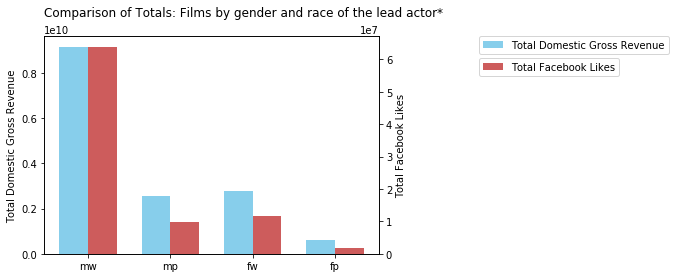 Comparison of Totals: Films by gender and race of the lead actor*
1e10
1e7
Total Domestic Gross Revenue
Total Facebook Likes
Total Domestic Gross Revenue
0.8
0.6
0.4
0.2
0.0
6
5
4
3
2
1
0
Total Facebook Likes
mw
mp
fw
fp